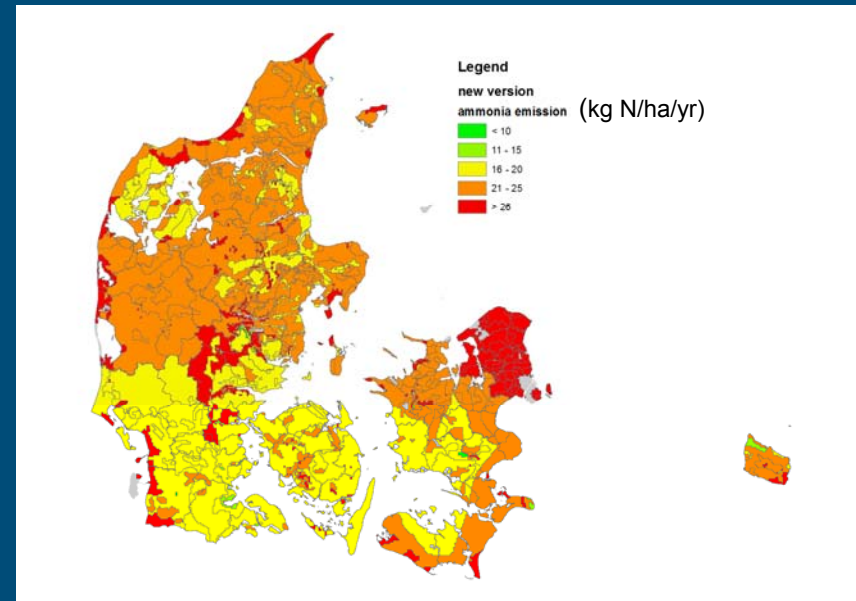 Legend
new version
ammonia emission (kg N/ha/yr)
< 10
11 - 15
16 - 20
21 - 25
> 26